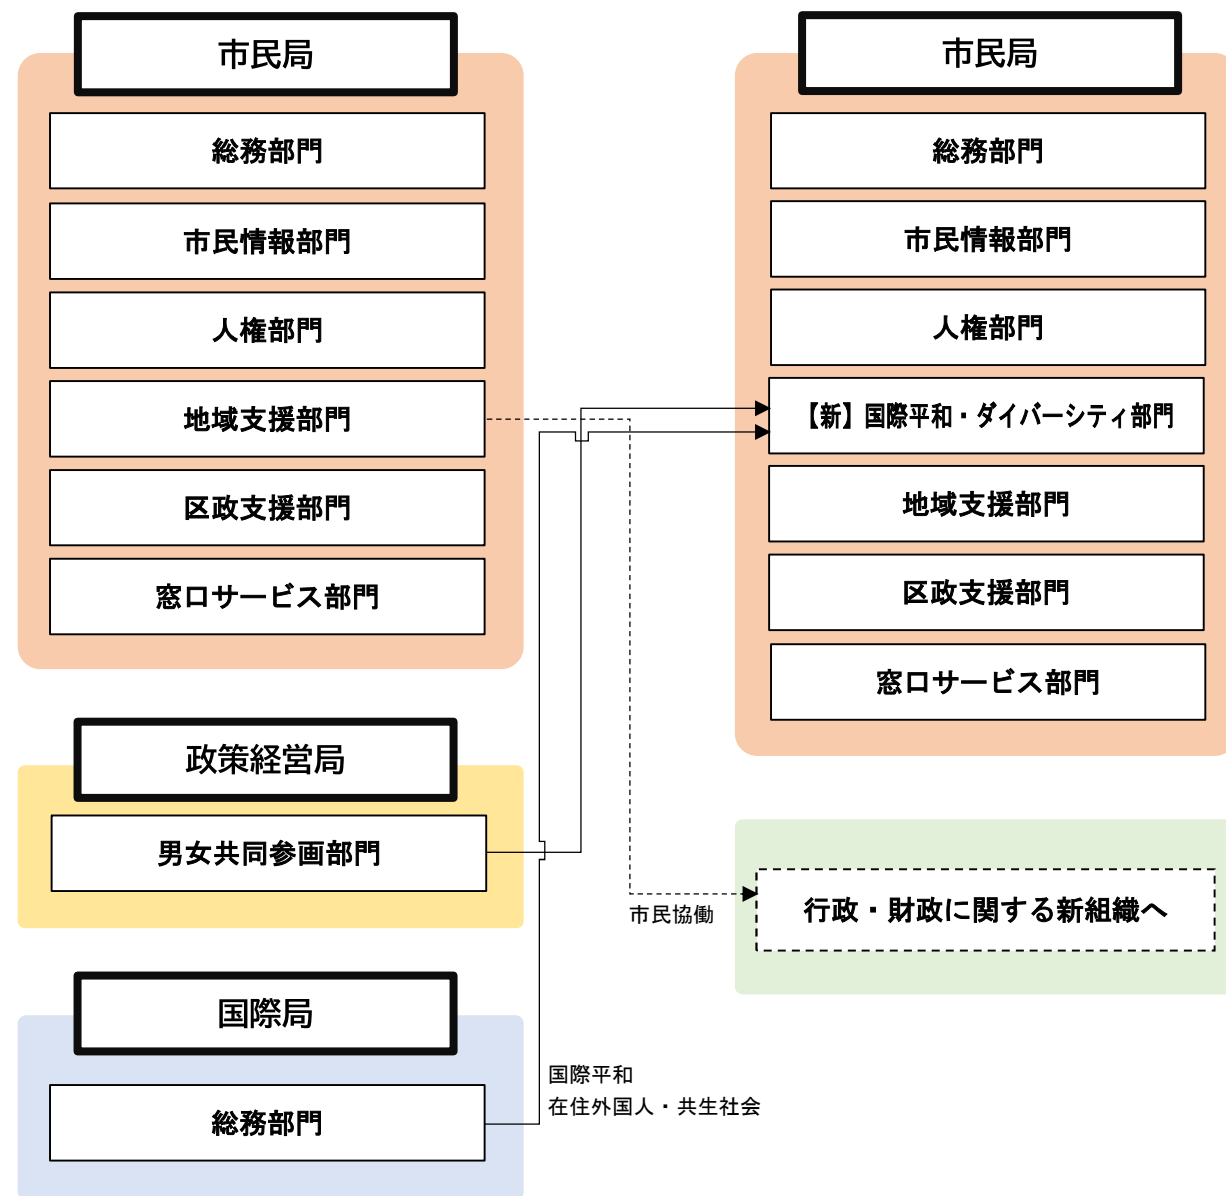 市民局
総務部門
市民情報部門
人権部門
地域支援部門
区政支援部門
窓口サービス部門
政策経営局
男女共同参画部門
国際局
総務部門
市民協働
国際平和
在住外国人・共生社会
市民局
総務部門
市民情報部門
人権部門
【新】国際平和・ダイバーシティ部門
地域支援部門
区政支援部門
窓口サービス部門
行政・財政に関する新組織へ